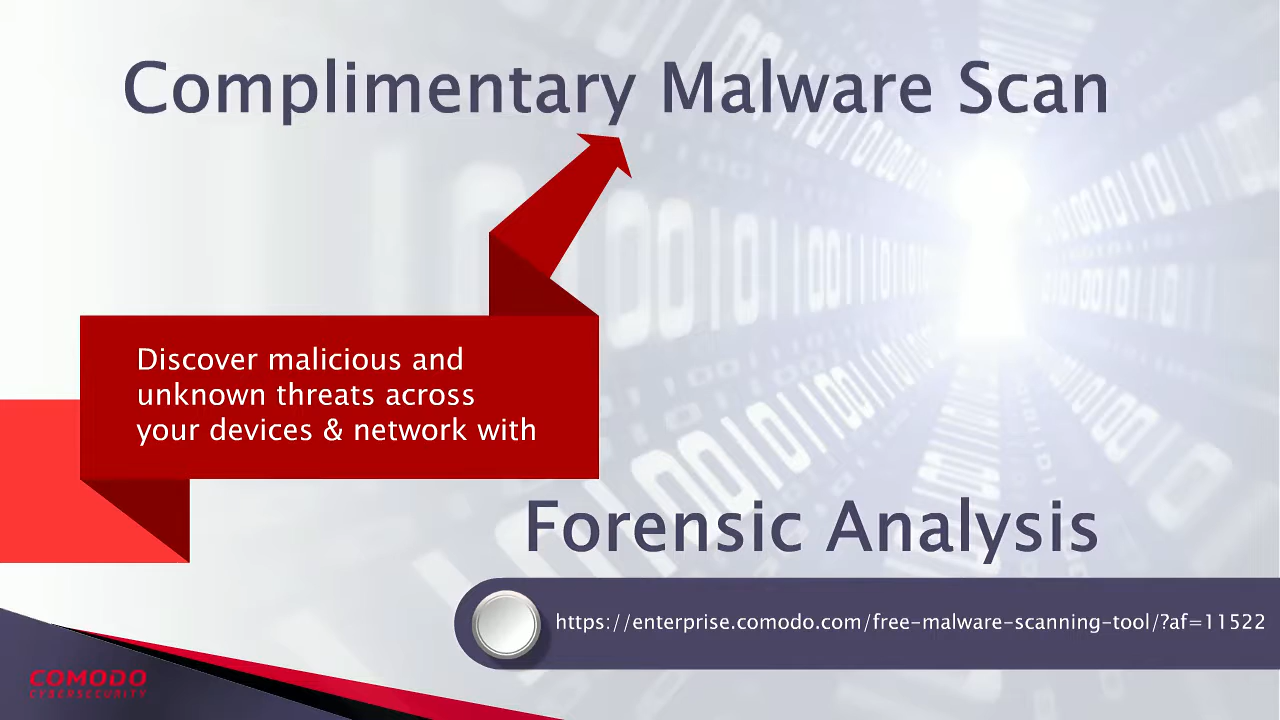 Complimentary Malware Scan
Discover malicious and
unknown threats across
your devices & network with
Forensic Analysis
https://enterprise.comodo.com/free-malware-scanning-tool/?af=11522
COMODO
CYBERSECURITY